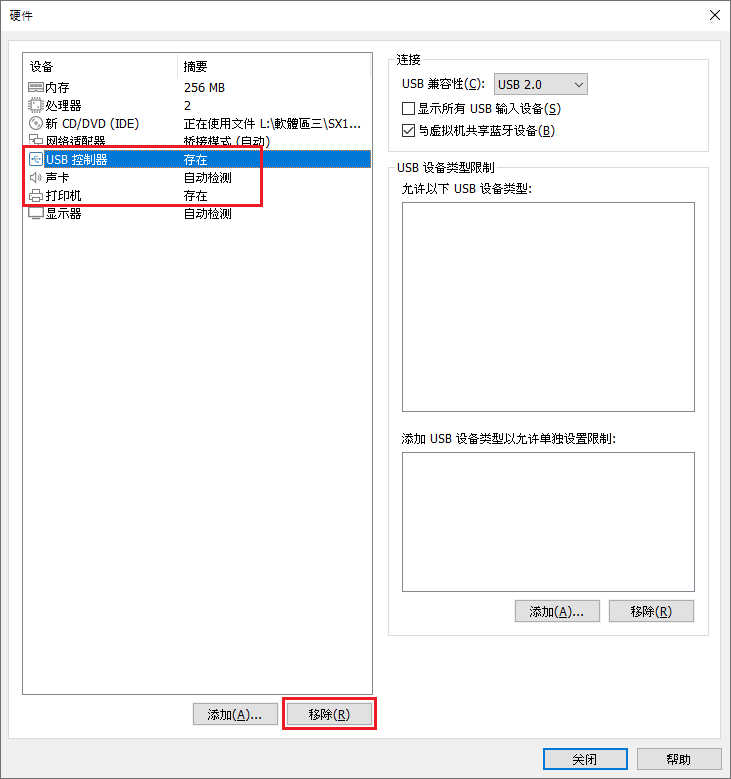 硬件
设备 摘要
内存 256 MB
处理器 2
新 CD/DVD (IDE) 正在使用文件 L:\軟體區三\SX1...
网络适配器 桥接模式 (自动)
USB 控制器 存在
声卡 自动检测
打印机 存在
显示器 自动检测
添加(A)... 移除(R)
连接
USB 兼容性(C): USB 2.0
显示所有 USB 输入设备(S)
与虚拟机共享蓝牙设备(B)
USB 设备类型限制
允许以下 USB 设备类型:
添加 USB 设备类型以允许单独设置限制:
添加(A)... 移除(R)
关闭 帮助